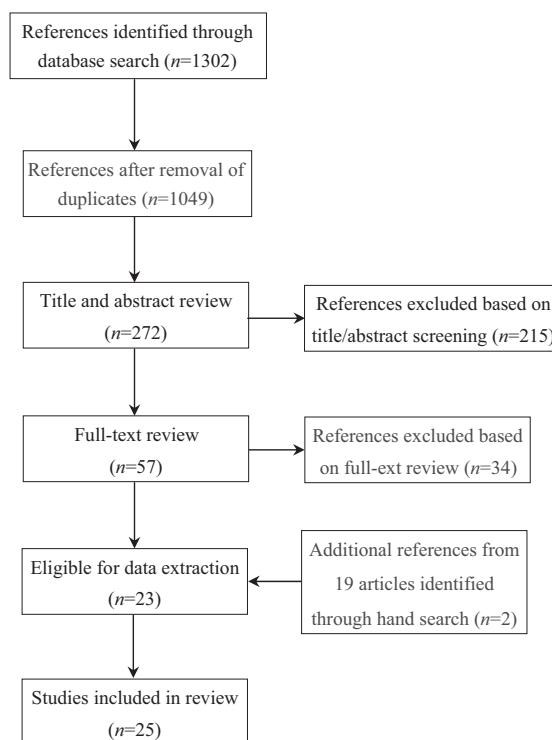 References identified through
database search (n=1302)
References after removal of
duplicates (n=1049)
Title and abstract review
(n=272)
References excluded based on
title/abstract screening (n=215)
Full-text review
(n=57)
References excluded based
on full-ext review (n=34)
Eligible for data extraction
(n=23)
Additional references from
19 articles identified
through hand search (n=2)
Studies included in review
(n=25)